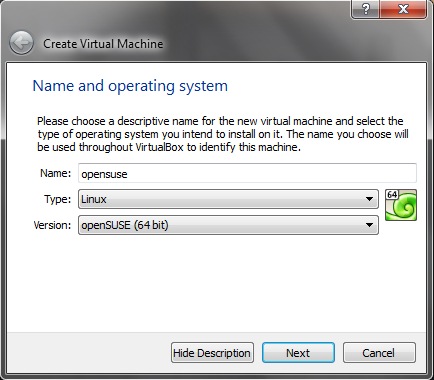 ?
Create Virtual Machine
Name and operating system
Please choose a descriptive name for the new virtual machine and select the
type of operating system you intend to install on it. The name you choose will
be used throughout VirtualBox to identify this machine.
Name: opensuse
Type: Linux
64
Version: openSUSE (64 bit)
Hide Description Next Cancel